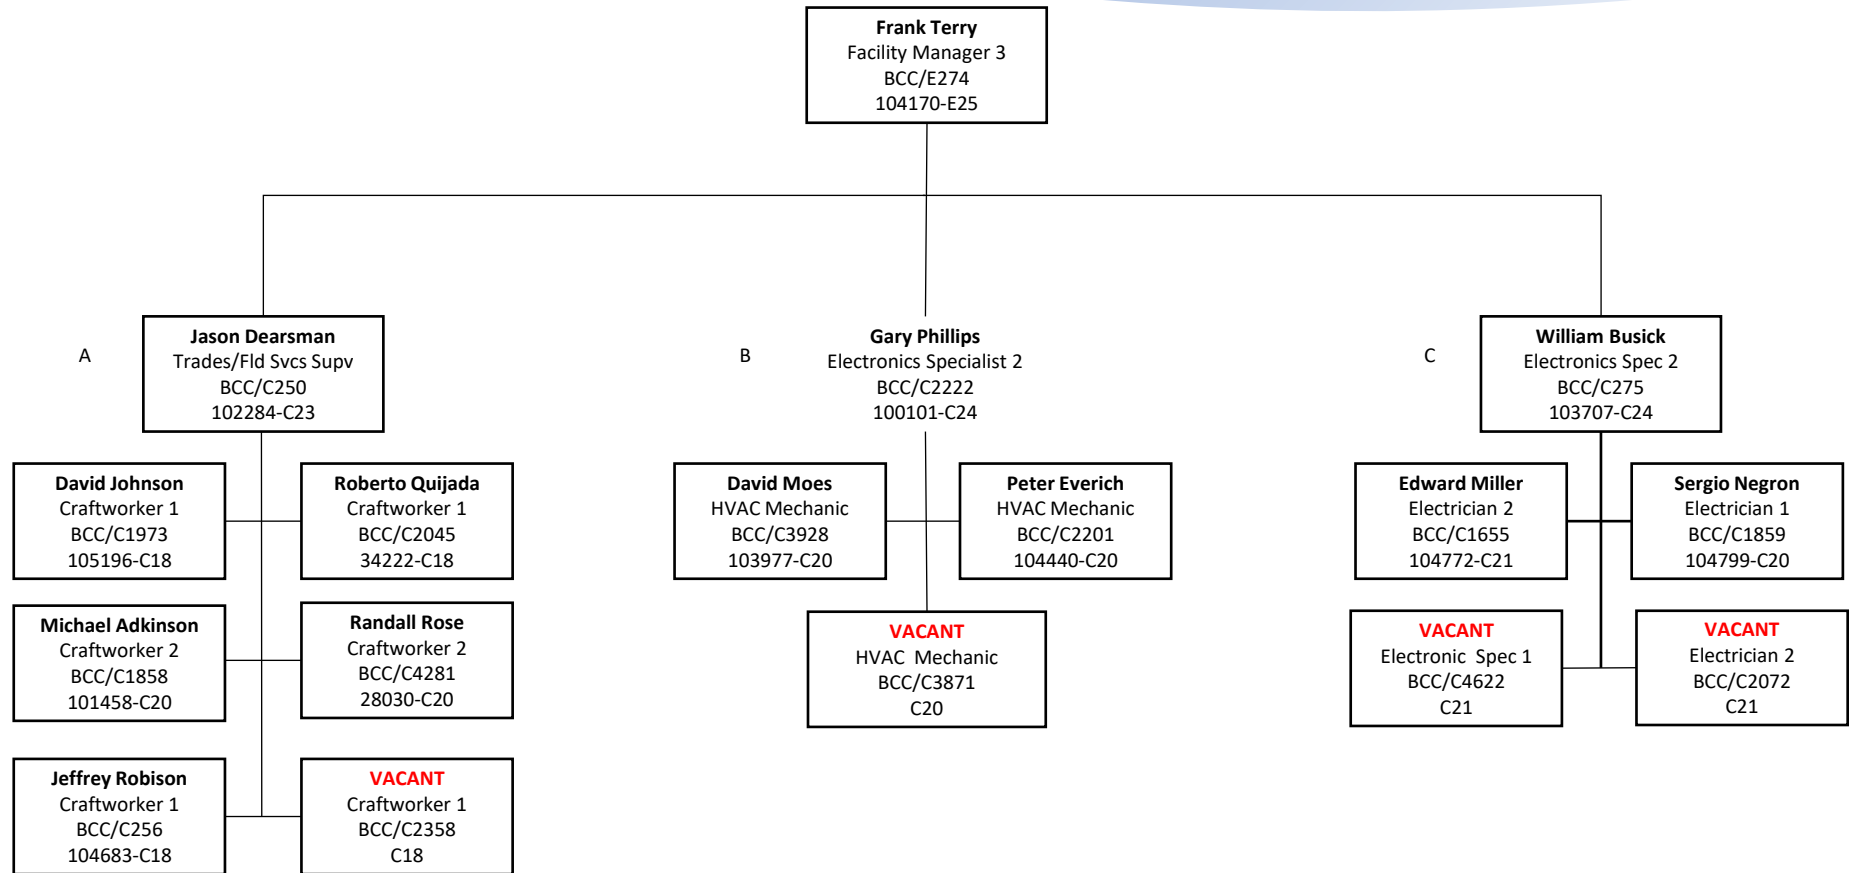 Frank Terry
Facility Manager 3
BCC/E274
104170-E25
A
Jason Dearsman
Trades/Fld Svcs Supv
BCC/C250
102284-C23
B
Gary Phillips
Electronics Specialist 2
BCC/C2222
100101-C24
C
William Busick
Electronics Spec 2
BCC/C275
103707-C24
David Johnson
Craftworker 1
BCC/C1973
105196-C18
Roberto Quijada
Craftworker 1
BCC/C2045
34222-C18
David Moes
HVAC Mechanic
BCC/C3928
103977-C20
Peter Everich
HVAC Mechanic
BCC/C2201
104440-C20
Edward Miller
Electrician 2
BCC/C1655
104772-C21
Sergio Negron
Electrician 1
BCC/C1859
104799-C20
Michael Adkinson
Craftworker 2
BCC/C1858
101458-C20
Randall Rose
Craftworker 2
BCC/C4281
28030-C20
VACANT
HVAC Mechanic
BCC/C3871
C20
VACANT
Electronic Spec 1
BCC/C4622
C21
VACANT
Electrician 2
BCC/C2072
C21
Jeffrey Robison
Craftworker 1
BCC/C256
104683-C18
VACANT
Craftworker 1
BCC/C2358
C18